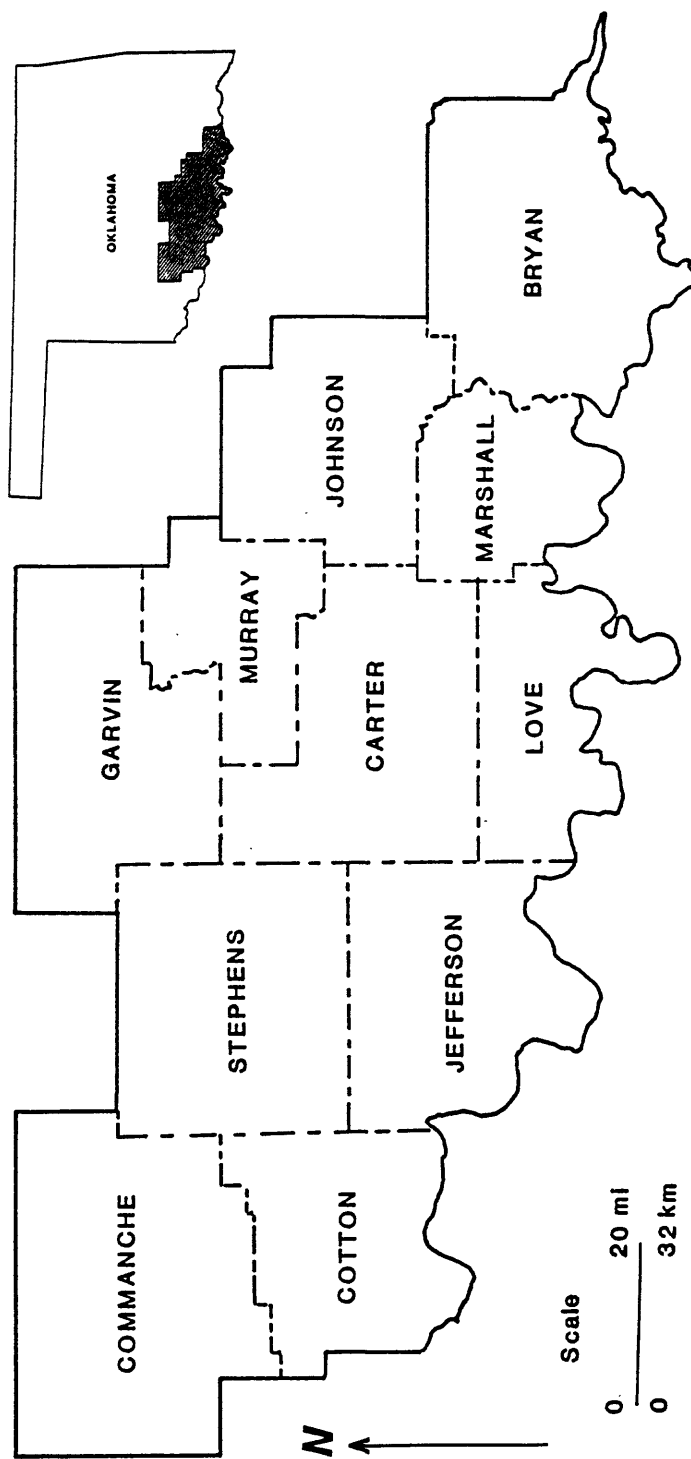 OKLAHOMA
COMMANCHE
GARVIN
STEPHENS
MURRAY
JOHNSON
COTTON
CARTER
JEFFERSON
LOVE
MARSHALL
BRYAN
N
Scale
0 20 mi
0 32 km